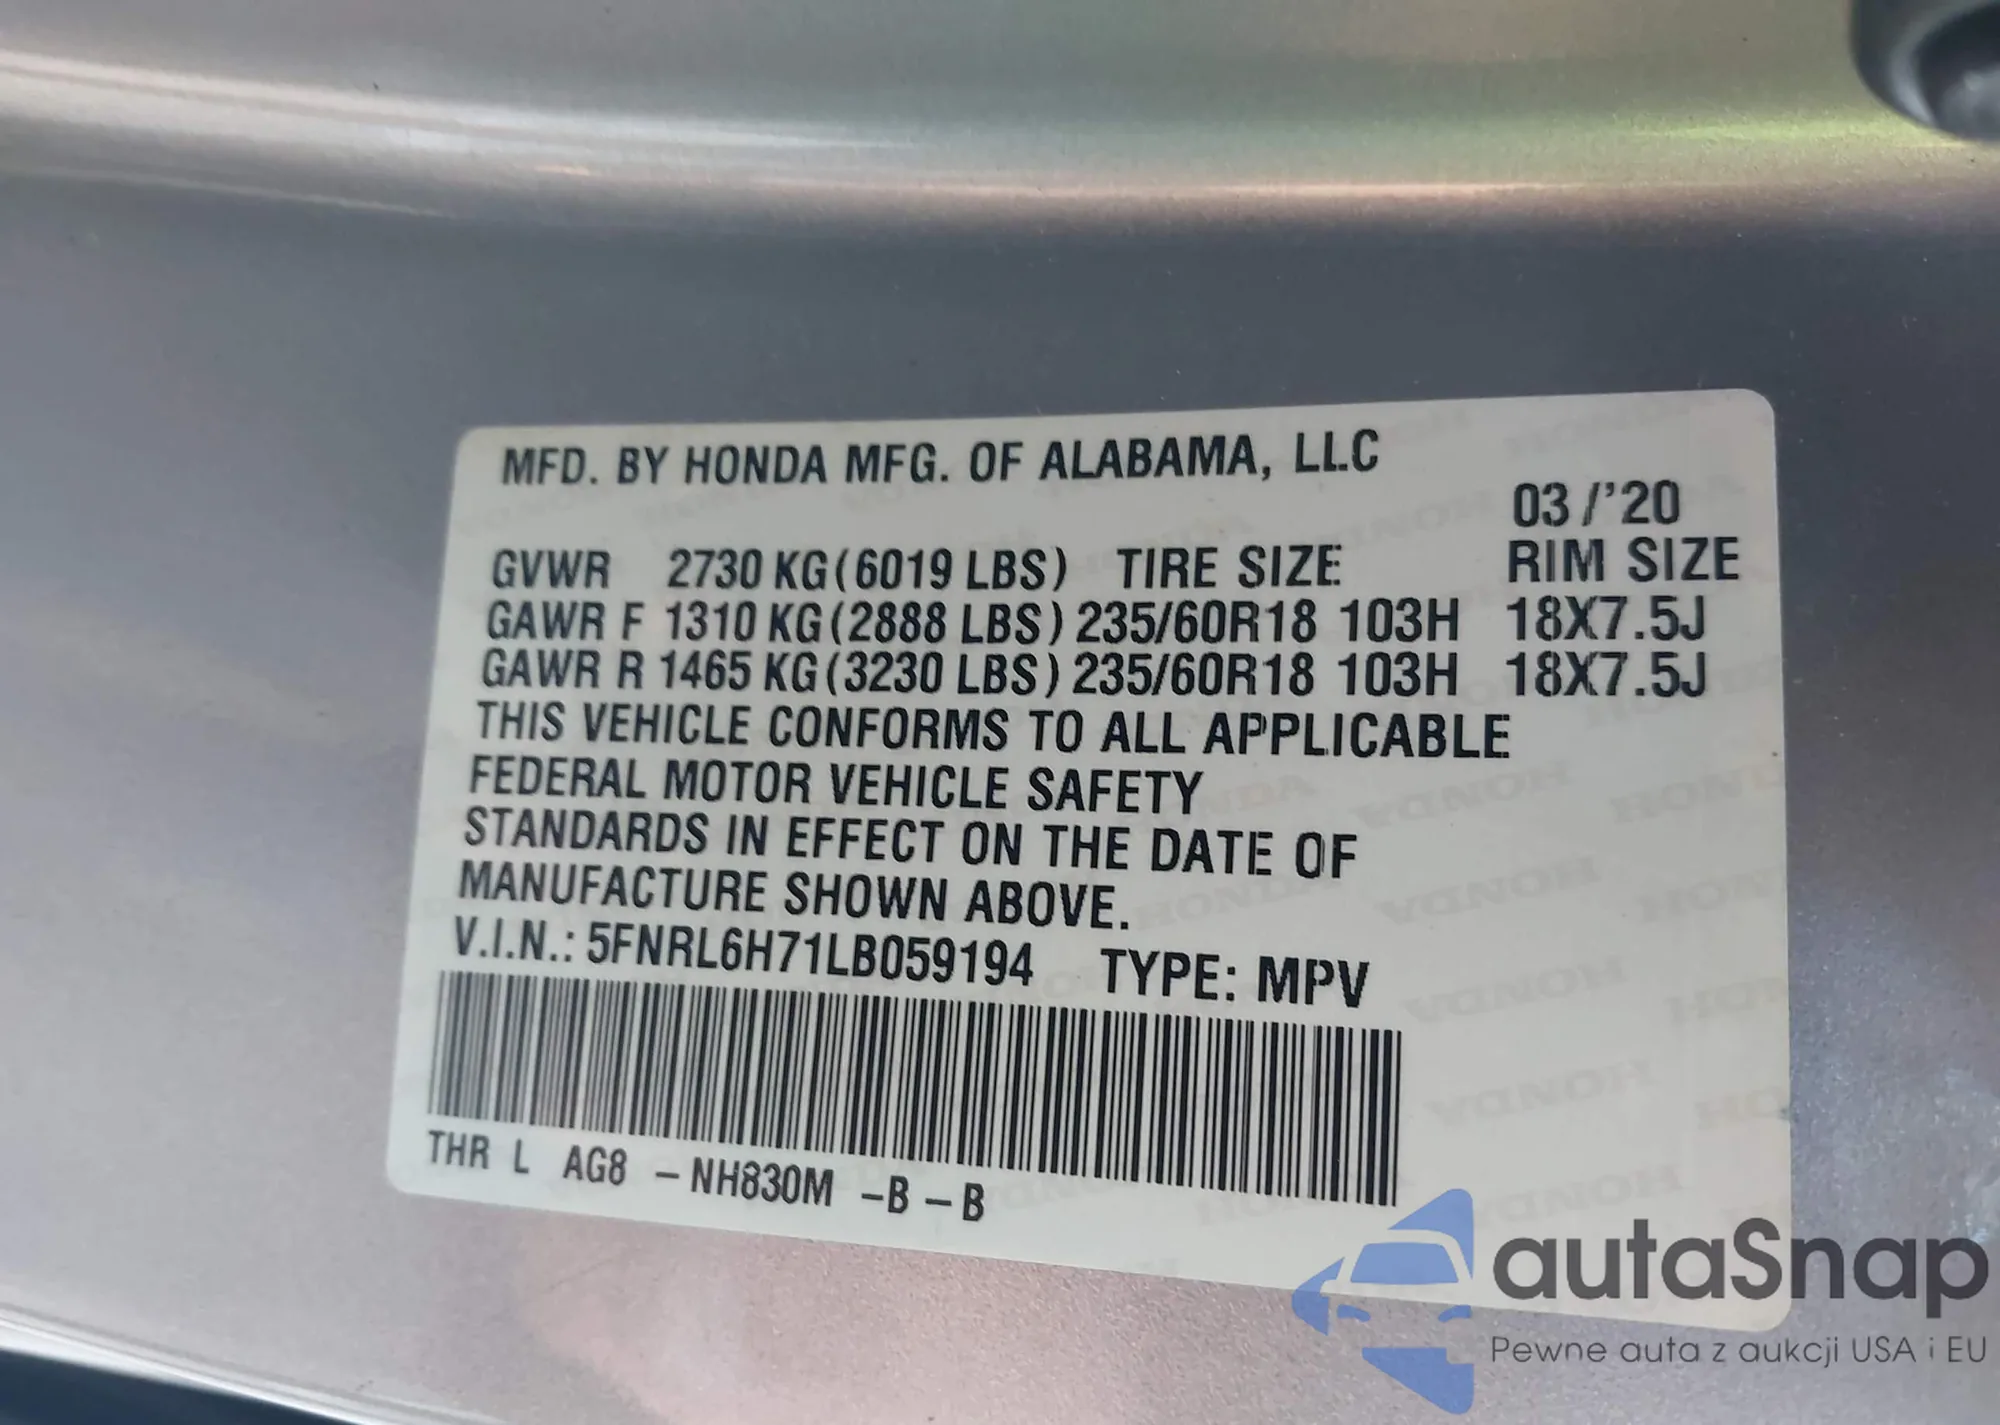 MFD. BY HONDA MFG. OF ALABAMA, LLC
03/'20
GVWR 2730 KG(6019 LBS) TIRE SIZE RIM SIZE
GAWR F 1310 KG(2888 LBS) 235/60R18 103H 18X7.5J
GAWR R 1465 KG(3230 LBS) 235/60R18 103H 18X7.5J
THIS VEHICLE CONFORMS TO ALL APPLICABLE
FEDERAL MOTOR VEHICLE SAFETY
STANDARDS IN EFFECT ON THE DATE OF
MANUFACTURE SHOWN ABOVE.
V.I.N.: 5FNRL6H71LB059194 TYPE: MPV
THR L AG8 -NH830M -B -B
autaSnap
Pewne auta z aukcji USA i EU